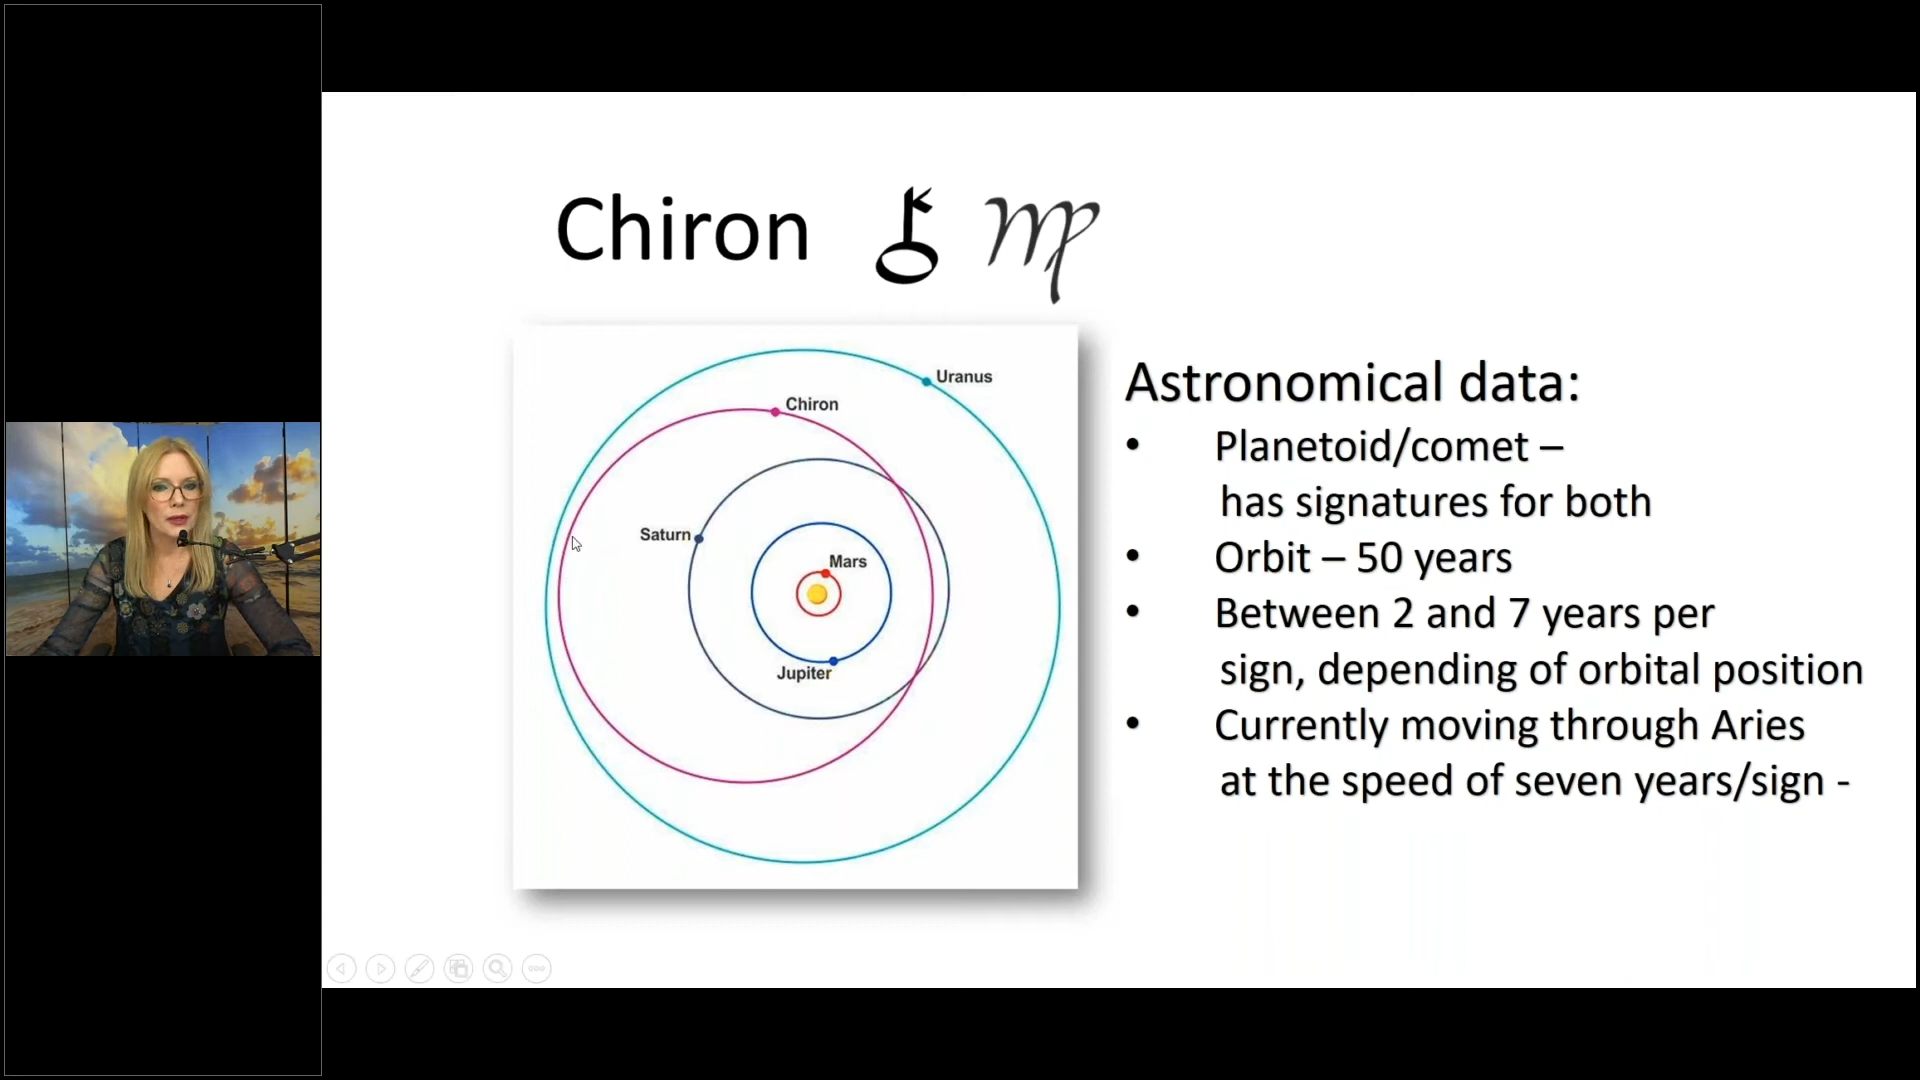 Chiron
Uranus
Chiron
Saturn
Mars
Jupiter
Astronomical data:
• Planetoid/comet –
has signatures for both
• Orbit – 50 years
• Between 2 and 7 years per
sign, depending of orbital position
• Currently moving through Aries
at the speed of seven years/sign -